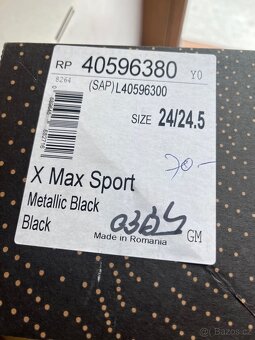 RP 40596380 Y0
8264
(SAP)L40596300
SIZE 24/24.5
70-
X Max Sport
Metallic Black
Black
Made in Romania
GM
Bazos.cz